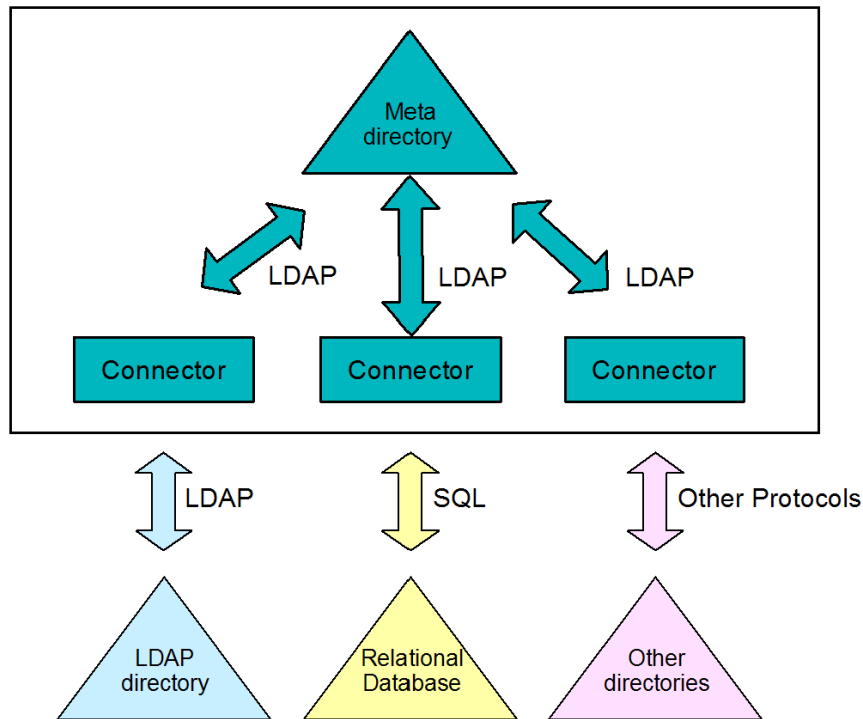 Meta
directory
LDAP
LDAP
LDAP
Connector
Connector
Connector
LDAP
SQL
Other Protocols
LDAP
directory
Relational
Database
Other
directories